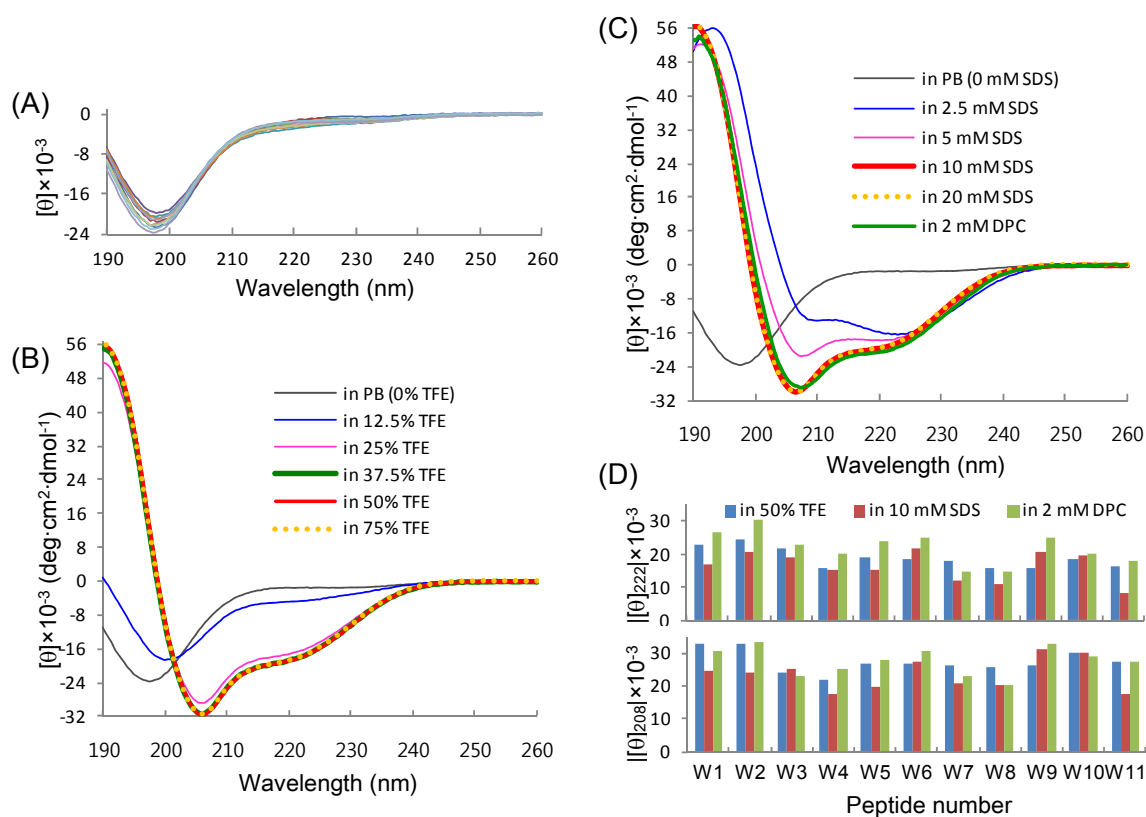 (A)
[θ]×10⁻³
0
-8
-16
-24
190 200 210 220 230 240 250 260
Wavelength (nm)
(B)
[θ]×10⁻³ (deg·cm²·dmol⁻¹)
56
48
40
32
24
16
8
0
-8
-16
-24
-32
in PB (0% TFE)
in 12.5% TFE
in 25% TFE
in 37.5% TFE
in 50% TFE
in 75% TFE
190 200 210 220 230 240 250 260
Wavelength (nm)
(C)
[θ]×10⁻³ (deg·cm²·dmol⁻¹)
56
48
40
32
24
16
8
0
-8
-16
-24
-32
in PB (0 mM SDS)
in 2.5 mM SDS
in 5 mM SDS
in 10 mM SDS
in 20 mM SDS
in 2 mM DPC
190 200 210 220 230 240 250 260
Wavelength (nm)
(D)
in 50% TFE in 10 mM SDS in 2 mM DPC
|[θ]₂₂₂|×10⁻³
30
20
10
0
|[θ]₂₀₈|×10⁻³
30
20
10
0
W1 W2 W3 W4 W5 W6 W7 W8 W9 W10 W11
Peptide number